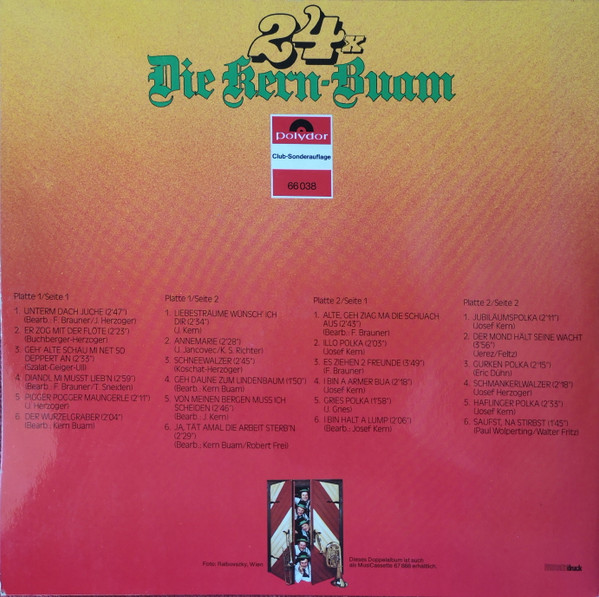 24x
Die Kern-Buam
polydor
Club-Sonderauflage
66 038
Platte 1/Seite 1
1. UNTERM DACH JUCHE (2'47")
(Bearb.: F. Brauner/J. Herzoger)
2. ER ZOG MIT DER FLÖTE (2'23")
(Buchberger-Herzoger)
3. GEH' ALTE SCHAU MI NET SO
DEPPERT AN (2'33")
(Szalat-Geiger-Ulli)
4. DIANDL MI MUSST LIEB'N (2'59")
(Bearb.: F. Brauner/T. Sneiderl)
5. PIGGER POGGER MAUNGERLE (2'11")
(J. Herzoger)
6. DER WURZELGRABER (2'04")
(Bearb.: Kern Buam)
Platte 1/Seite 2
1. LIEBESTRÄUME WÜNSCH' ICH
DIR (2'34")
(J. Kern)
2. ANNEMARIE (2'28")
(J. Jancovec/K. S. Richter)
3. SCHNEEWALZER (2'45")
(Koschat-Herzoger)
4. GEH DAUNE ZUM LINDENBAUM (1'50")
(Bearb.: Kern Buam)
5. VON MEINEN BERGEN MUSS ICH
SCHEIDEN (2'46")
(Bearb.: J. Kern)
6. JA, TÄT AMAL DIE ARBEIT STERB'N
(2'29")
(Bearb.: Kern Buam/Robert Frei)
Platte 2/Seite 1
1. ALTE, GEH ZIAG MA DIE SCHUACH
AUS (2'43")
(Bearb.: F. Brauner)
2. ILLO POLKA (2'03")
(Josef Kern)
3. ES ZIEHEN 2 FREUNDE (3'49")
(F. Brauner)
4. I BIN A ARMER BUA (2'18")
(Josef Kern)
5. GRIES POLKA (1'58")
(J. Gries)
6. I BIN HALT A LUMP (2'06")
(Bearb.: Josef Kern)
Platte 2/Seite 2
1. JUBILÄUMSPOLKA (2'11")
(Josef Kern)
2. DER MOND HÄLT SEINE WACHT
(3'56")
(Jerez/Feltz)
3. GURKEN POLKA (2'15")
(Eric Dühn)
4. SCHMANKERLWALZER (2'18")
(Josef Herzoger)
5. HAFLINGER POLKA (2'33")
(Josef Kern)
6. SAUFST, NA STIRBST (1'45")
(Paul Wolperting/Walter Fritz)
Foto: Wien
Dieses Doppelalbum ist auch
als MusiCassette 67 988 erhältlich.
druck